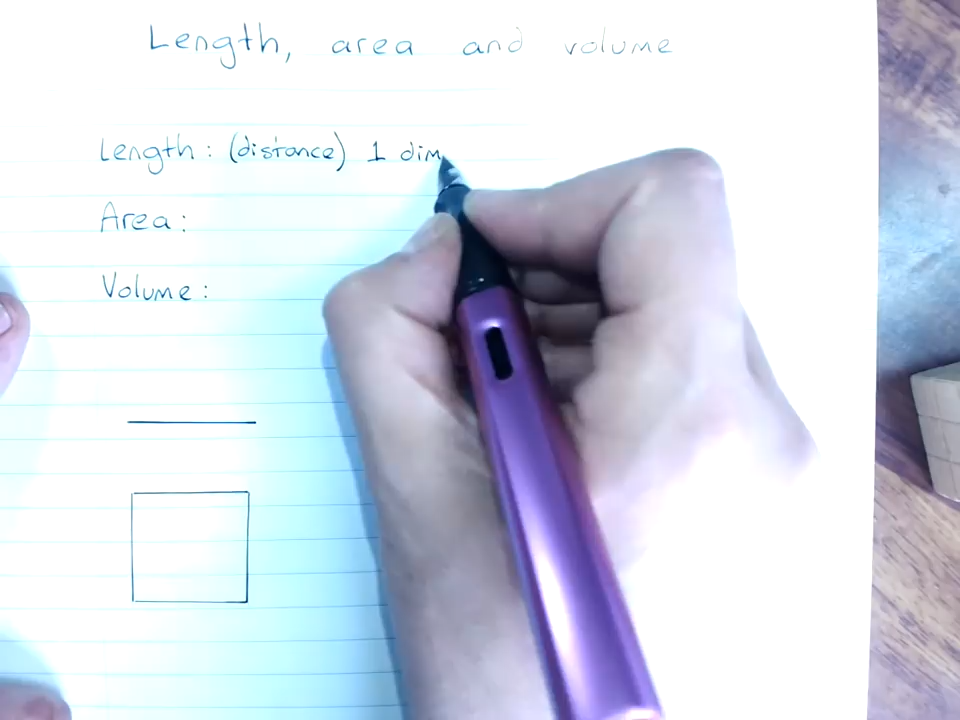 Length, area and volume
Length: (distance) 1 dim
Area:
Volume: